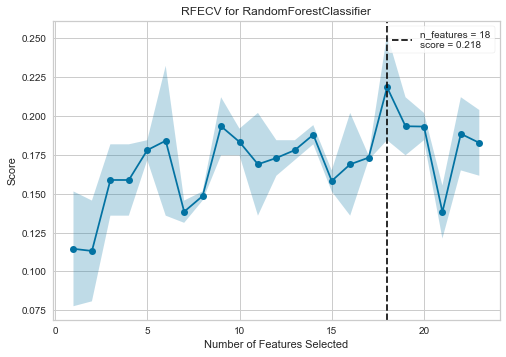 RFECV for RandomForestClassifier
n_features = 18
score = 0.218
Score
0.250
0.225
0.200
0.175
0.150
0.125
0.100
0.075
0
5
10
15
20
Number of Features Selected